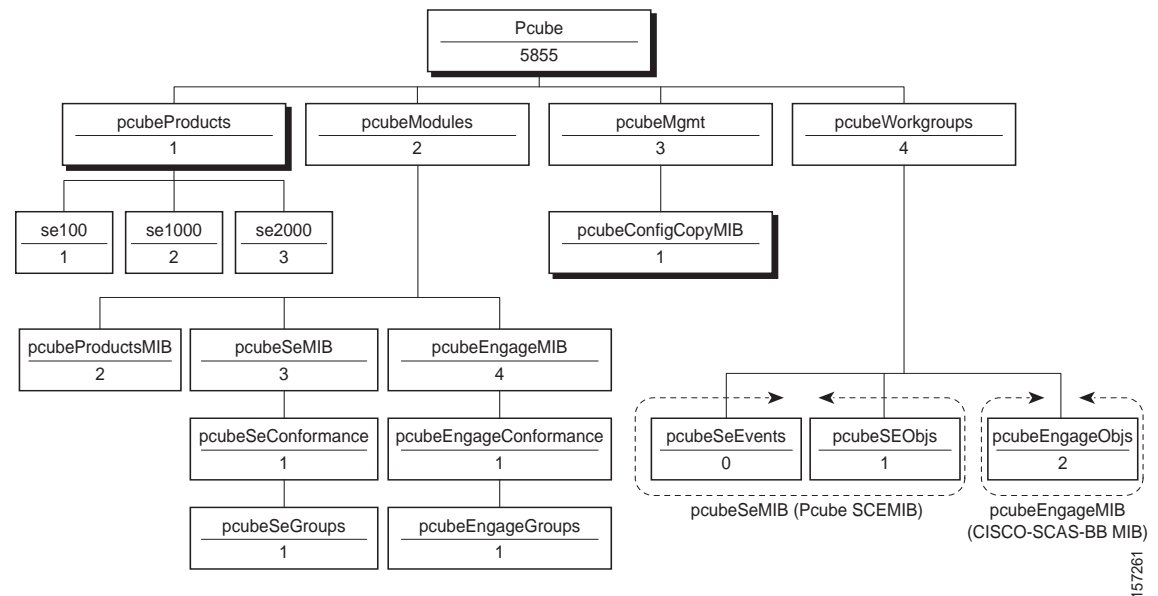 Pcube
5855
pcubeProducts
1
pcubeModules
2
pcubeMgmt
3
pcubeWorkgroups
4
se100
1
se1000
2
se2000
3
pcubeConfigCopyMIB
1
pcubeProductsMIB
2
pcubeSeMIB
3
pcubeEngageMIB
4
pcubeSeConformance
1
pcubeEngageConformance
1
pcubeSeGroups
1
pcubeEngageGroups
1
pcubeSeEvents
0
pcubeSEObjs
1
pcubeEngageObjs
2
pcubeSeMIB (Pcube SCEMIB)
pcubeEngageMIB
(CISCO-SCAS-BB MIB)
157261